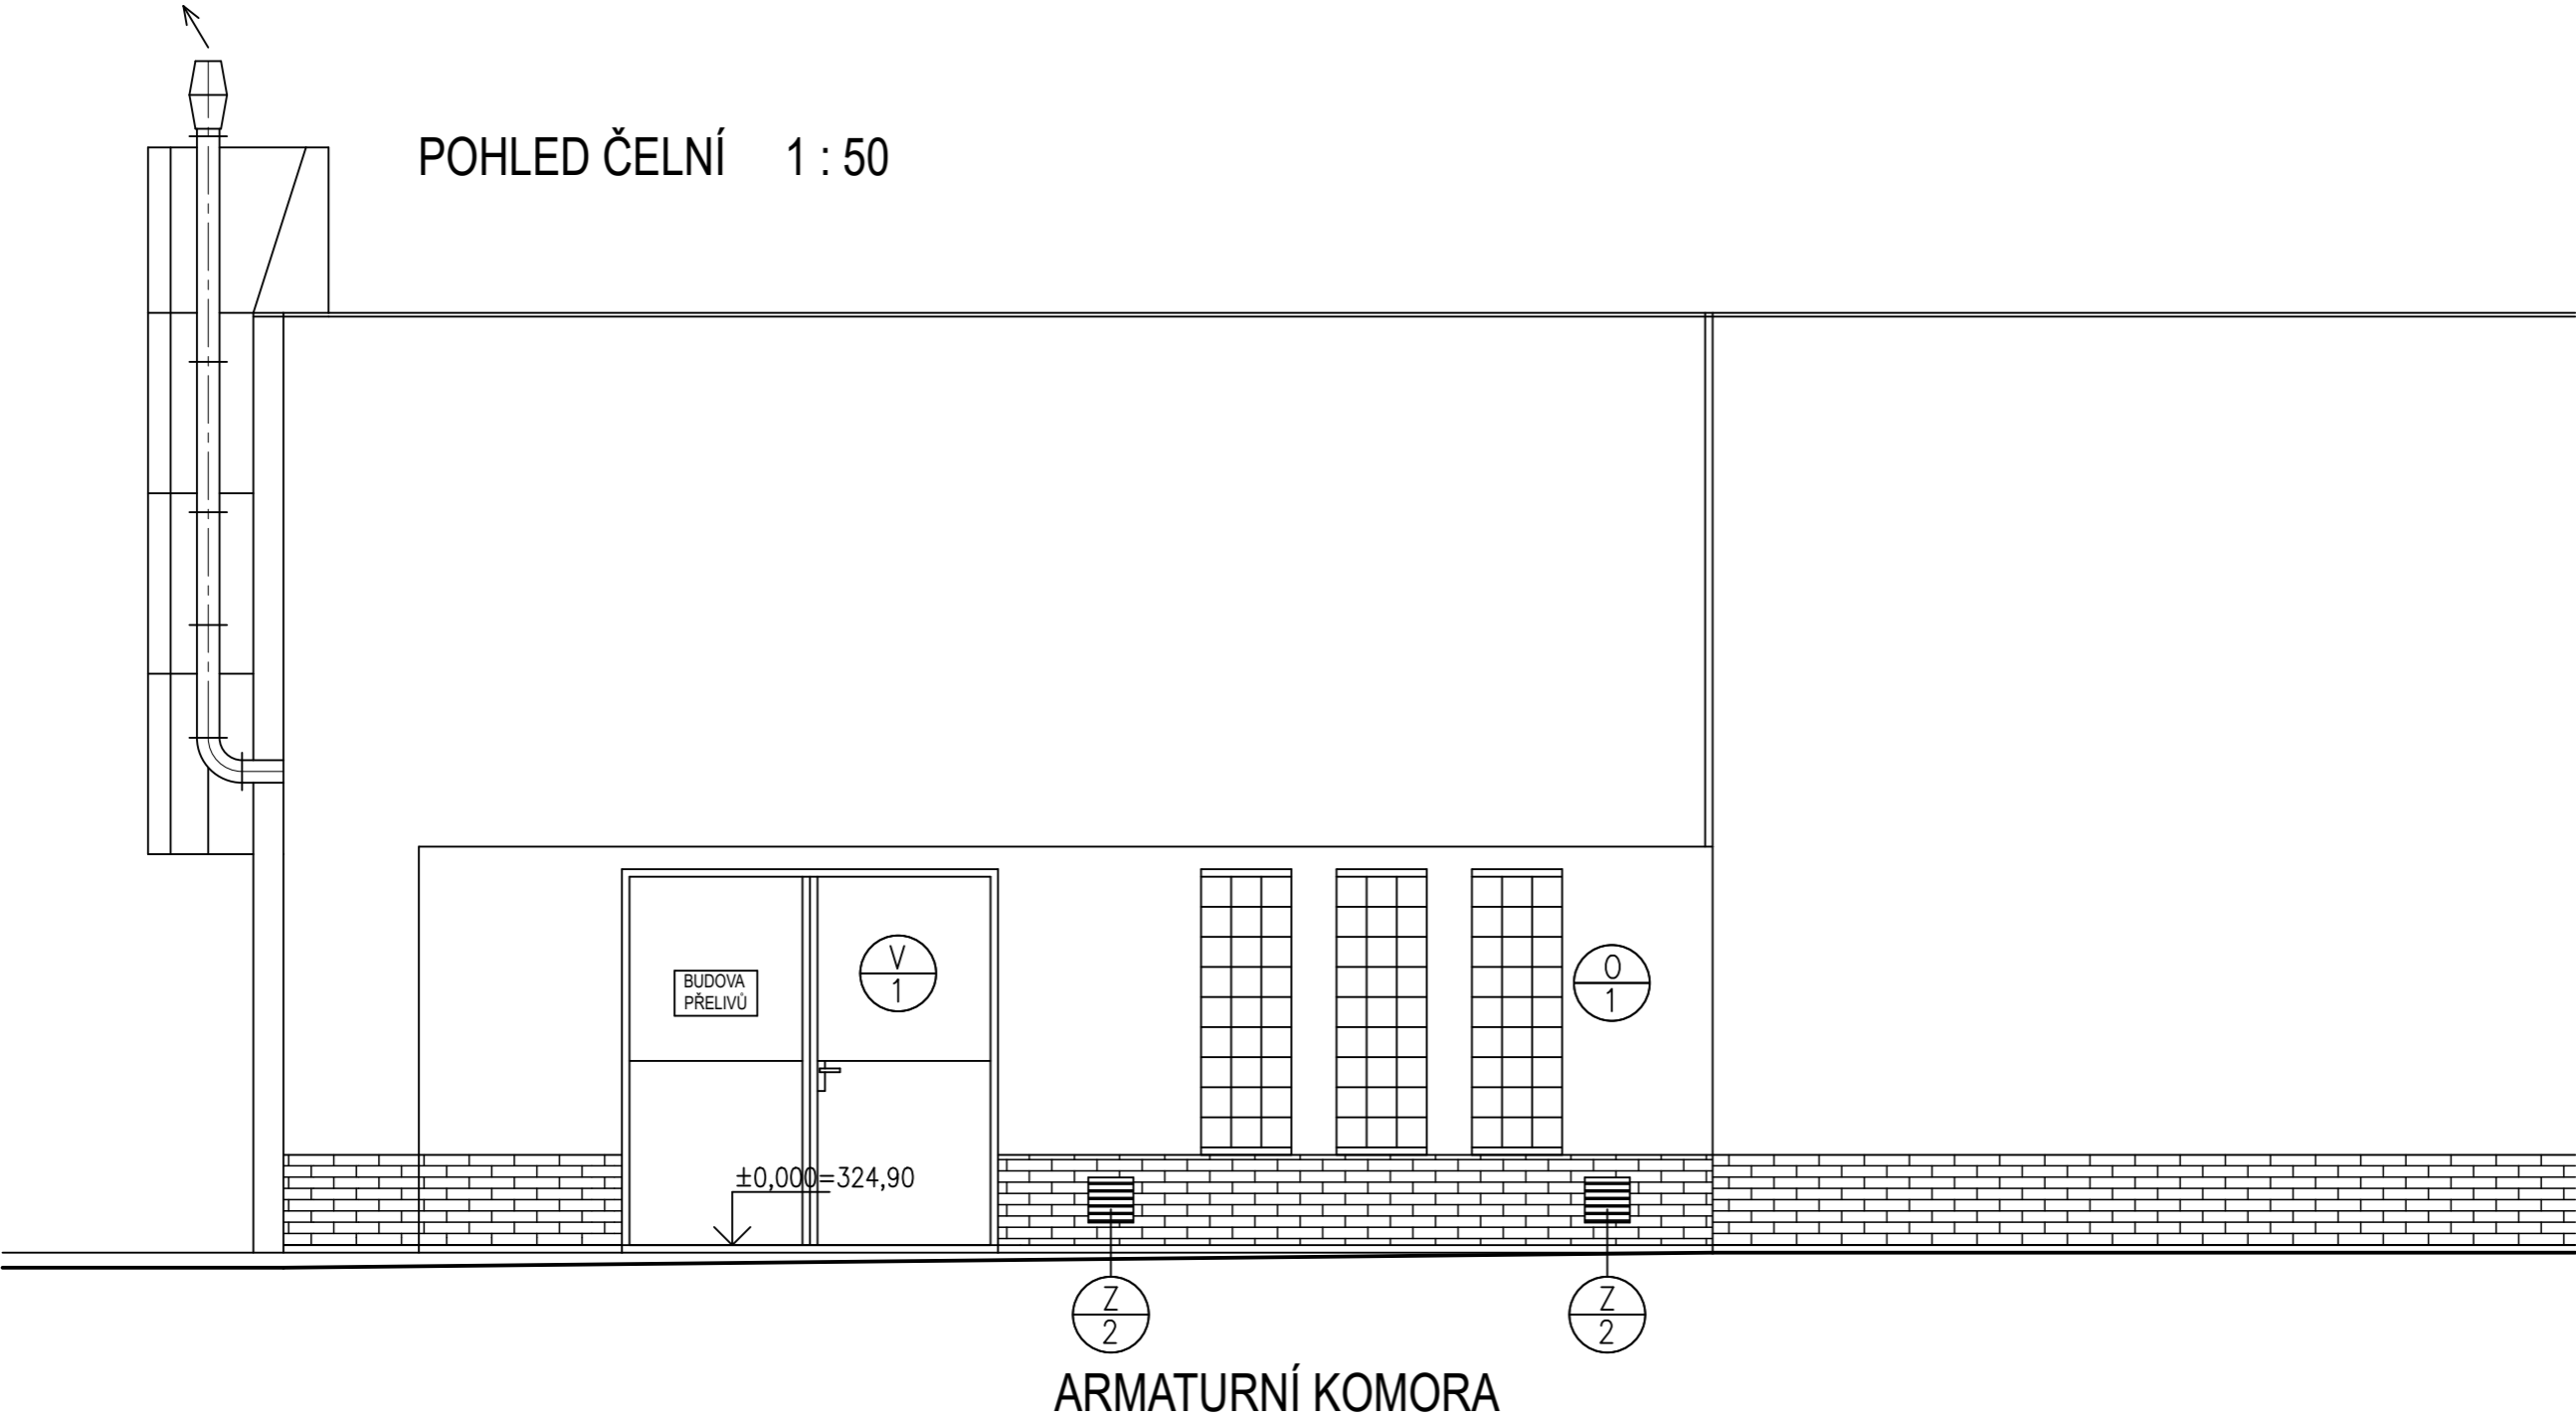 POHLED ČELNÍ 1 : 50
BUDOVA
PŘELIVŮ
V
1
O
1
±0,000=324,90
Z
2
Z
2
ARMATURNÍ KOMORA